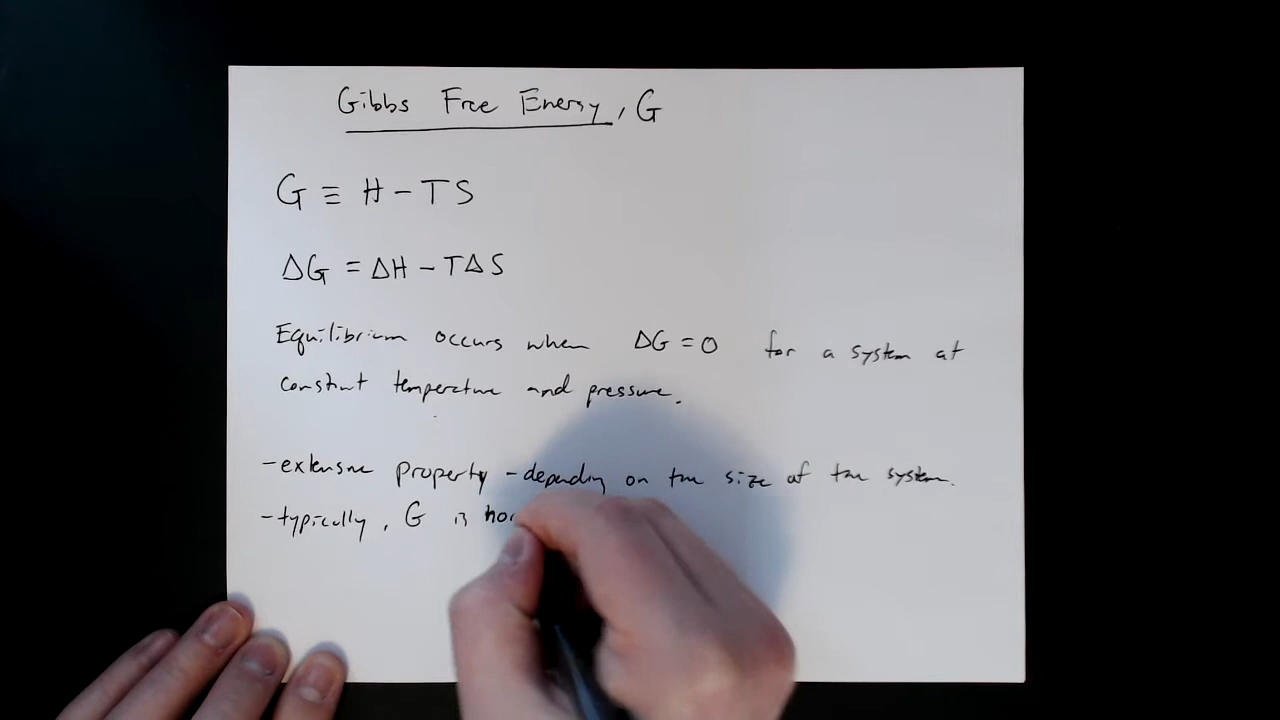 Gibbs Free Energy, G
G ≡ H - TS
ΔG = ΔH - TΔS
Equilibrium occurs when ΔG = 0 for a system at
constant temperature and pressure.
- extensive property - depending on the size of the system.
- typically, G is nor